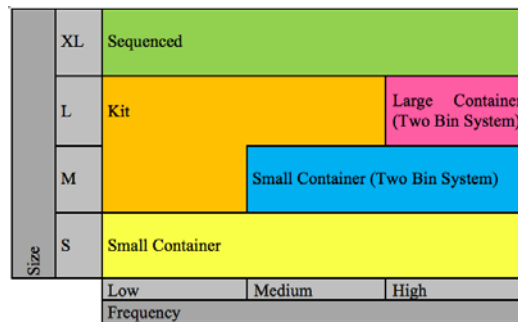 XL Sequenced
L Kit Large Container
(Two Bin System)
M Small Container (Two Bin System)
S Small Container
Size
Low Medium High
Frequency